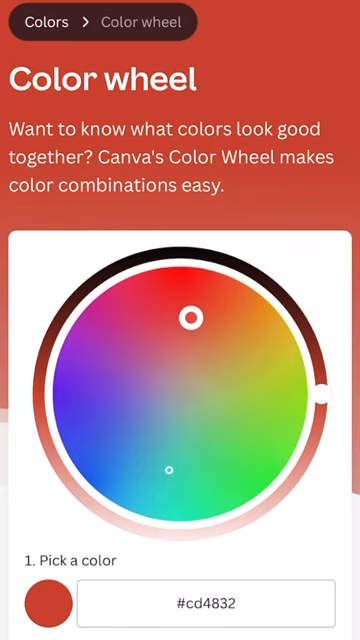 Colors > Color wheel
Color wheel
Want to know what colors look good
together? Canva's Color Wheel makes
color combinations easy.
1. Pick a color
#cd4832